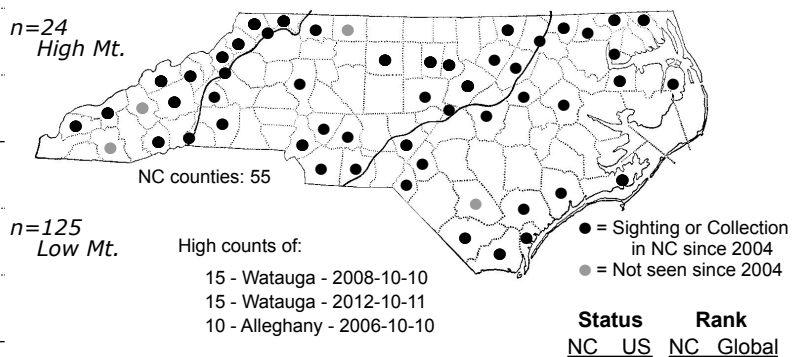 n=24
High Mt.
NC counties: 55
n=125
Low Mt.
High counts of:
15 - Watauga - 2008-10-10
15 - Watauga - 2012-10-11
10 - Alleghany - 2006-10-10
= Sighting or Collection
in NC since 2004
= Not seen since 2004
Status Rank
NC US NC Global